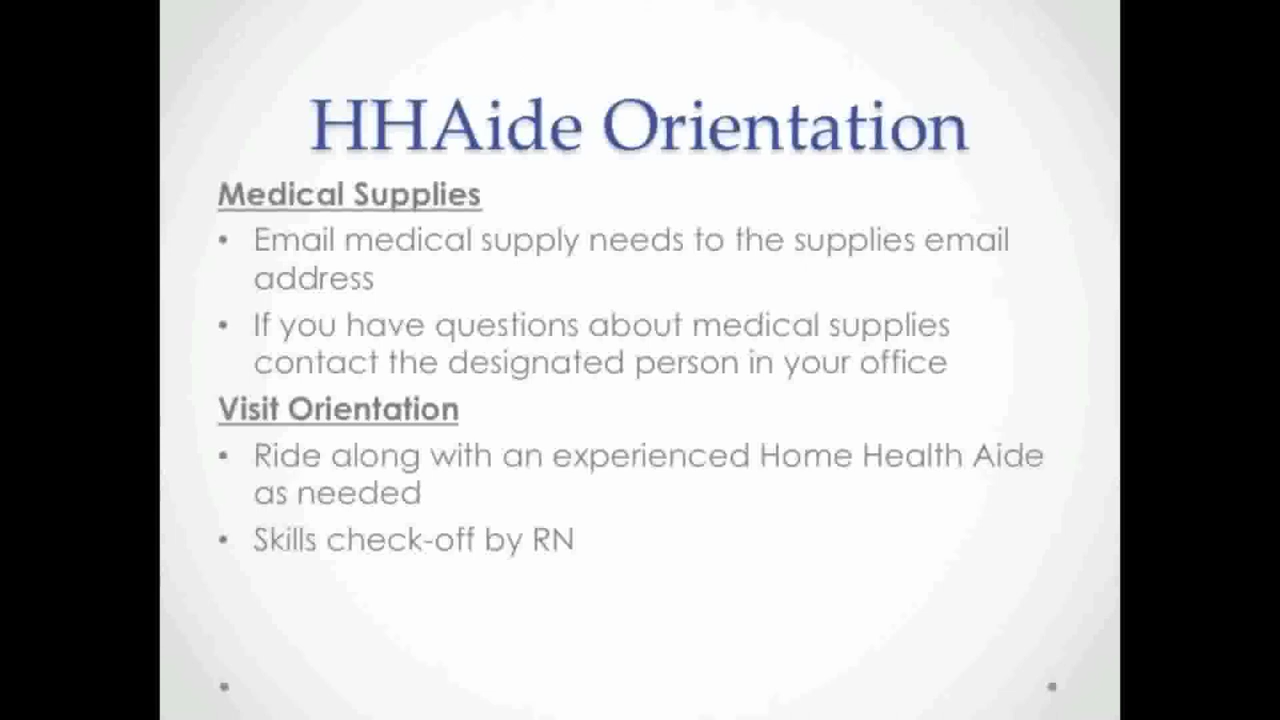 HHAide Orientation
Medical Supplies
• Email medical supply needs to the supplies email
address
• If you have questions about medical supplies
contact the designated person in your office
Visit Orientation
• Ride along with an experienced Home Health Aide
as needed
• Skills check-off by RN